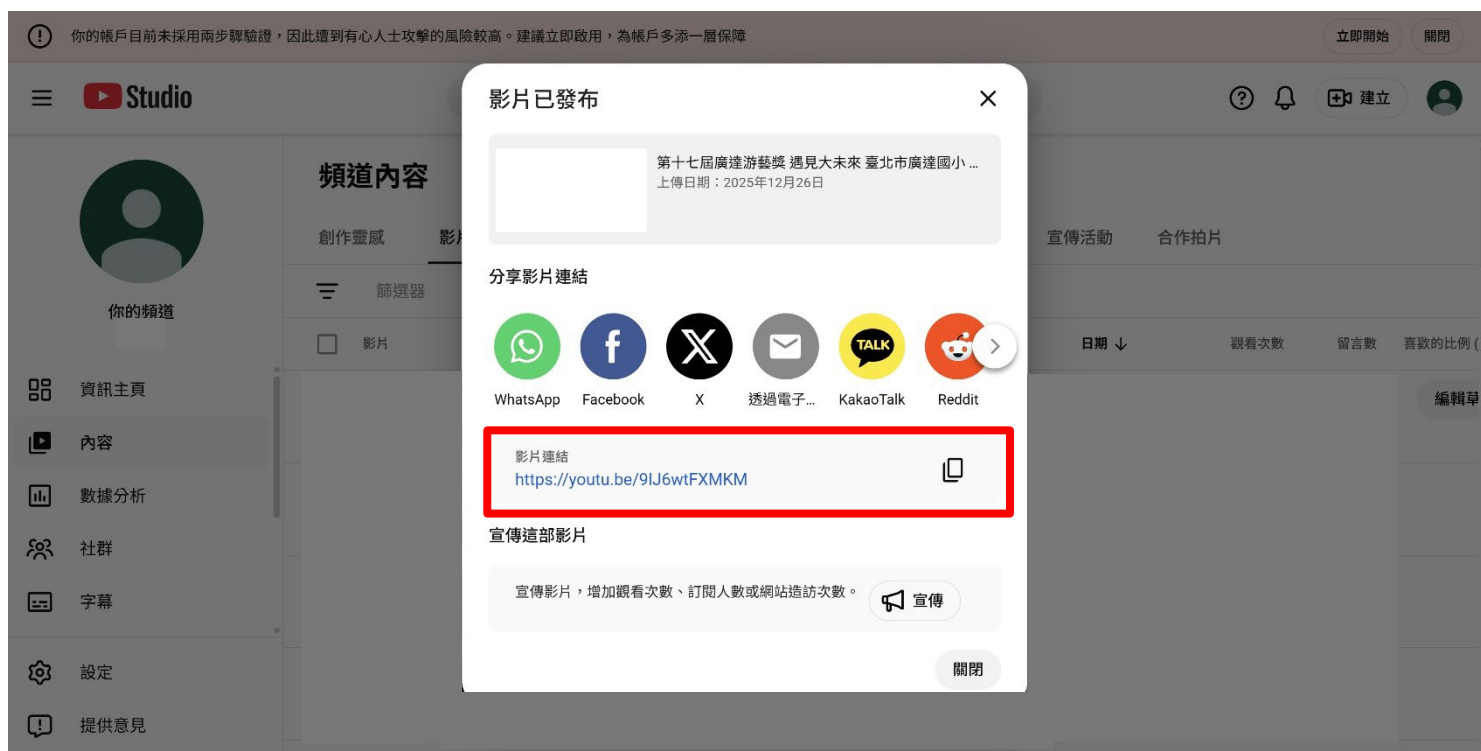 你的帳戶目前未採用兩步驟驗證，因此遭到有心人士攻擊的風險較高。建議立即啟用，為帳戶多添一層保障
立即開始
關閉
Studio
建立
影片已發布
第十七屆廣達游藝獎 遇見大未來 臺北市廣達國小 ...
上傳日期：2025年12月26日
頻道內容
創作靈感
宣傳活動
合作拍片
分享影片連結
篩選器
你的頻道
影片
日期
觀看次數
留言數
喜歡的比例 (
TALK
WhatsApp
Facebook
X
透過電子...
KakaoTalk
Reddit
資訊主頁
編輯草
內容
影片連結
https://youtu.be/9IJ6wtFXMKM
數據分析
宣傳這部影片
社群
宣傳影片，增加觀看次數、訂閱人數或網站造訪次數。
宣傳
字幕
設定
關閉
提供意見